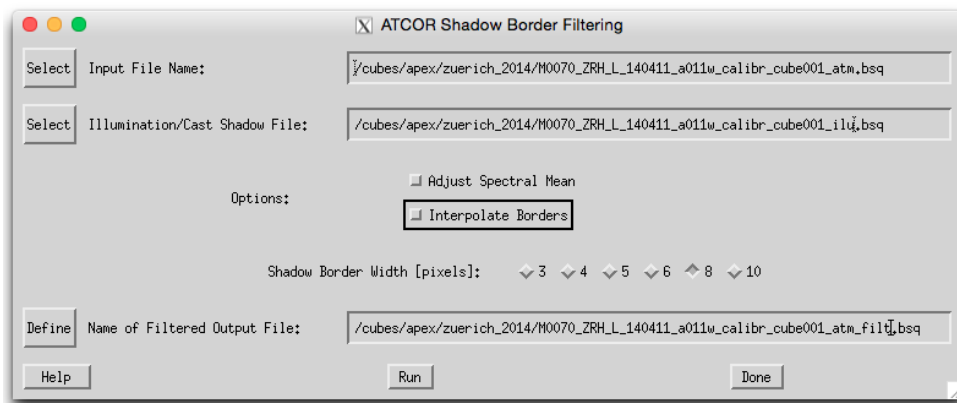 ATCOR Shadow Border Filtering
Select Input File Name: /cubes/apex/zuerich_2014/M0070_ZRH_L_140411_a011w_calibr_cube001_atm.bsq
Select Illumination/Cast Shadow File: /cubes/apex/zuerich_2014/M0070_ZRH_L_140411_a011w_calibr_cube001_ilu.bsq
Adjust Spectral Mean
Options:
Interpolate Borders
Shadow Border Width [pixels]: 3 4 5 6 8 10
Define Name of Filtered Output File: /cubes/apex/zuerich_2014/M0070_ZRH_L_140411_a011w_calibr_cube001_atm_filt.bsq
Help Run Done